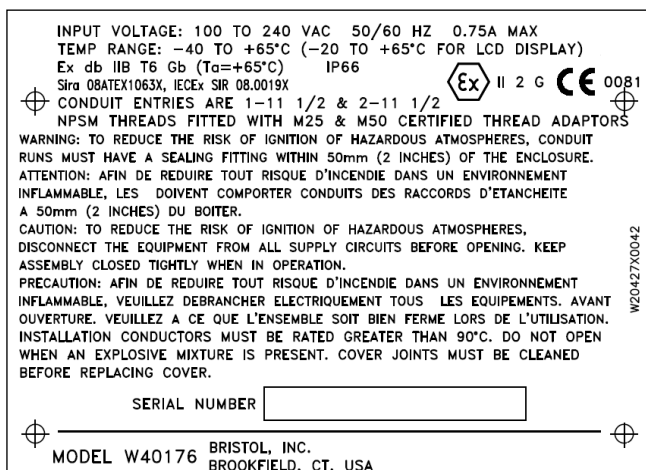 INPUT VOLTAGE: 100 TO 240 VAC 50/60 HZ 0.75A MAX
TEMP RANGE: -40 TO +65°C (-20 TO +65°C FOR LCD DISPLAY)
Ex db IIB T6 Gb (Ta=+65°C) IP66
Sira 08ATEX1063X, IECEx SIR 08.0019X
Ex II 2 G CE 0081
CONDUIT ENTRIES ARE 1-11 1/2 & 2-11 1/2
NPSM THREADS FITTED WITH M25 & M50 CERTIFIED THREAD ADAPTORS
WARNING: TO REDUCE THE RISK OF IGNITION OF HAZARDOUS ATMOSPHERES, CONDUIT
RUNS MUST HAVE A SEALING FITTING WITHIN 50mm (2 INCHES) OF THE ENCLOSURE.
ATTENTION: AFIN DE REDUIRE TOUT RISQUE D'INCENDIE DANS UN ENVIRONNEMENT
INFLAMMABLE, LES DOIVENT COMPORTER CONDUITS DES RACCORDS D'ETANCHEITE
A 50mm (2 INCHES) DU BOITER.
CAUTION: TO REDUCE THE RISK OF IGNITION OF HAZARDOUS ATMOSPHERES,
DISCONNECT THE EQUIPMENT FROM ALL SUPPLY CIRCUITS BEFORE OPENING. KEEP
ASSEMBLY CLOSED TIGHTLY WHEN IN OPERATION.
PRECAUTION: AFIN DE REDUIRE TOUT RISQUE D'INCENDIE DANS UN ENVIRONNEMENT
INFLAMMABLE, VEUILLEZ DEBRANCHER ELECTRIQUEMENT TOUS LES EQUIPEMENTS. AVANT
OUVERTURE. VEUILLEZ A CE QUE L'ENSEMBLE SOIT BIEN FERME LORS DE L'UTILISATION.
INSTALLATION CONDUCTORS MUST BE RATED GREATER THAN 90°C. DO NOT OPEN
WHEN AN EXPLOSIVE MIXTURE IS PRESENT. COVER JOINTS MUST BE CLEANED
BEFORE REPLACING COVER.
W20427X0042
SERIAL NUMBER
MODEL W40176
BRISTOL, INC.
BROOKFIELD, CT. USA